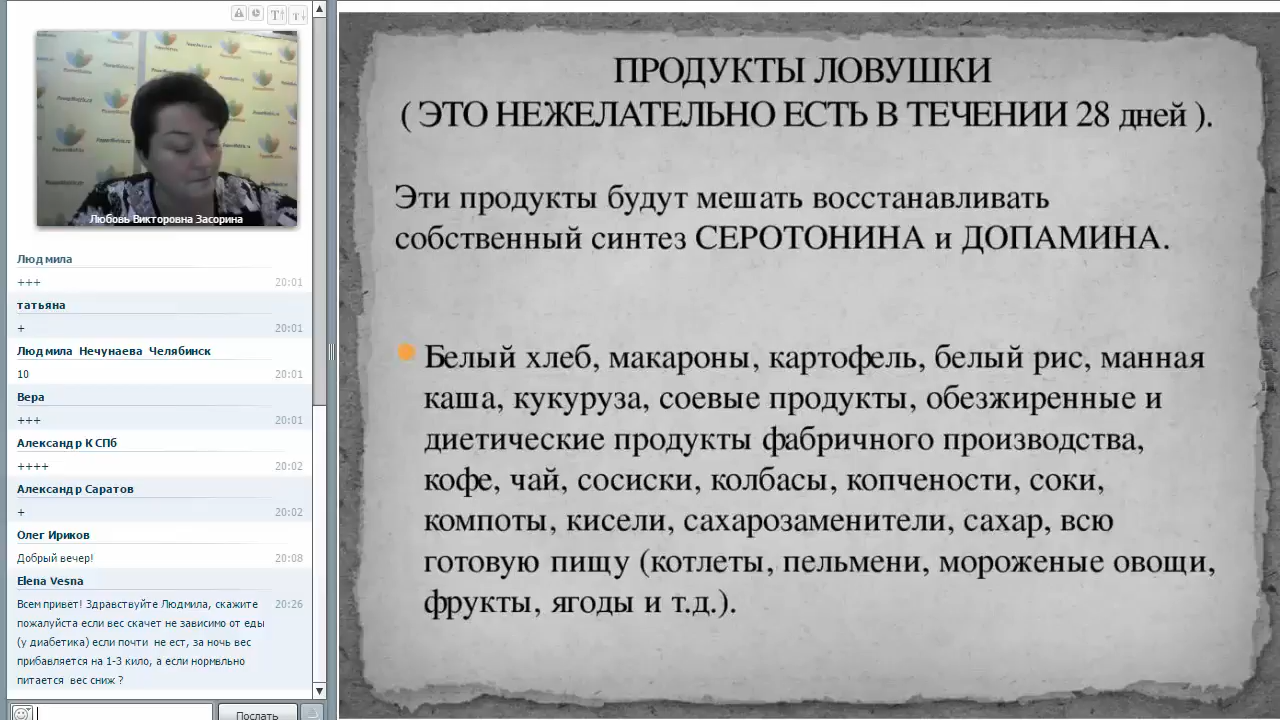 Любовь Викторовна Засорина
Людмила
+++ 20:01
татьяна
+ 20:01
Людмила Нечунаева Челябинск
10 20:01
Вера
+++ 20:01
Александр К СПб
++++ 20:02
Александр Саратов
+ 20:02
Олег Ириков
Добрый вечер! 20:08
Elena Vesna
Всем привет! Здравствуйте Людмила, скажите 20:26
пожалуйста если вес скачет не зависимо от еды
(у диабетика) если почти не ест, за ночь вес
прибавляется на 1-3 кило, а если нормвльно
питается вес сниж ?
Послать
ПРОДУКТЫ ЛОВУШКИ
( ЭТО НЕЖЕЛАТЕЛЬНО ЕСТЬ В ТЕЧЕНИИ 28 дней ).
Эти продукты будут мешать восстанавливать
собственный синтез СЕРОТОНИНА и ДОПАМИНА.
Белый хлеб, макароны, картофель, белый рис, манная
каша, кукуруза, соевые продукты, обезжиренные и
диетические продукты фабричного производства,
кофе, чай, сосиски, колбасы, копчености, соки,
компоты, кисели, сахарозаменители, сахар, всю
готовую пищу (котлеты, пельмени, мороженые овощи,
фрукты, ягоды и т.д.).